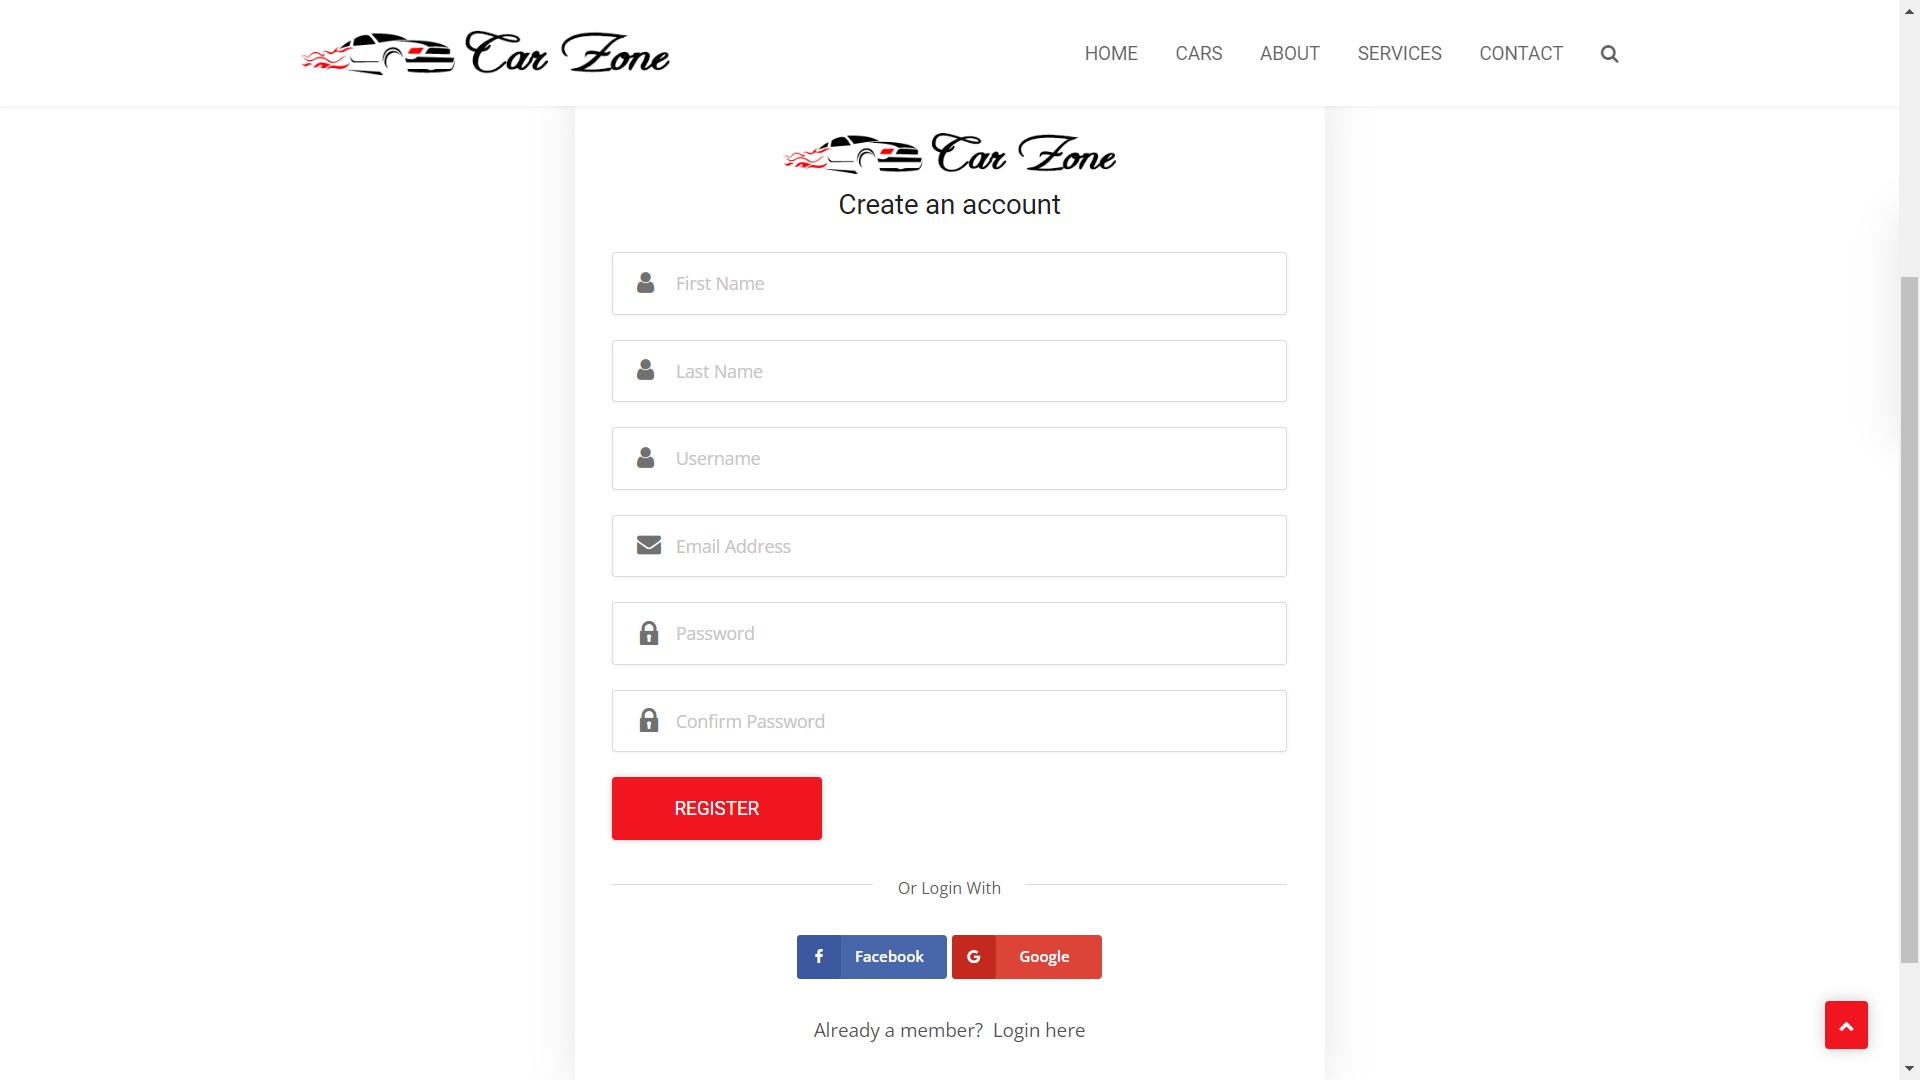 Car Zone
HOME CARS ABOUT SERVICES CONTACT
Car Zone
Create an account
First Name
Last Name
Username
Email Address
Password
Confirm Password
REGISTER
Or Login With
Facebook Google
Already a member? Login here